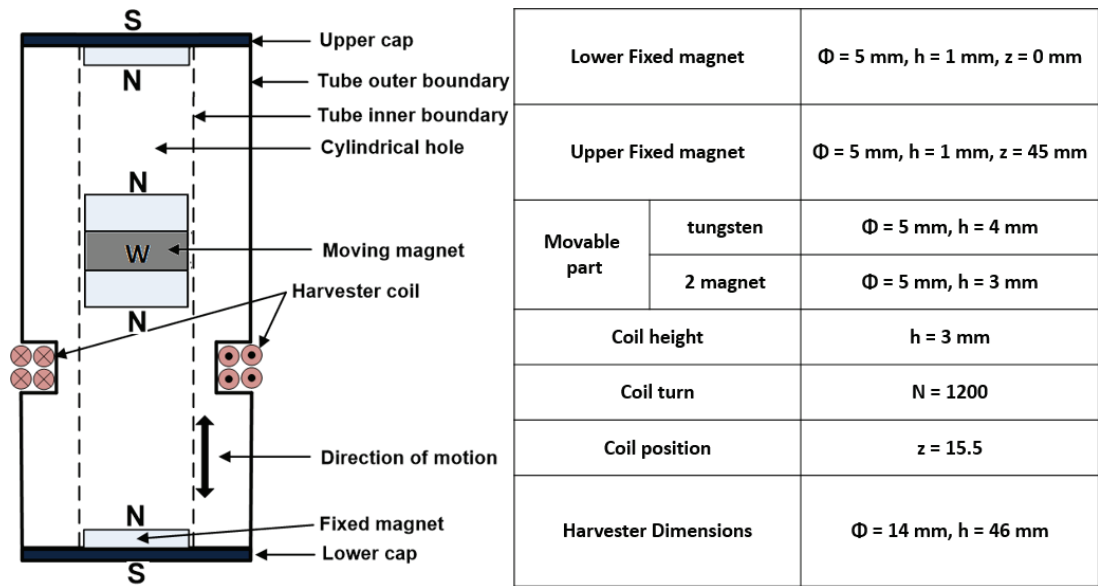 S
Upper cap
N
Tube outer boundary
Tube inner boundary
Cylindrical hole
N
W
Moving magnet
Harvester coil
N
Direction of motion
N
Fixed magnet
Lower cap
S
Lower Fixed magnet
Φ = 5 mm, h = 1 mm, z = 0 mm
Upper Fixed magnet
Φ = 5 mm, h = 1 mm, z = 45 mm
Movable
part
tungsten
Φ = 5 mm, h = 4 mm
2 magnet
Φ = 5 mm, h = 3 mm
Coil height
h = 3 mm
Coil turn
N = 1200
Coil position
z = 15.5
Harvester Dimensions
Φ = 14 mm, h = 46 mm